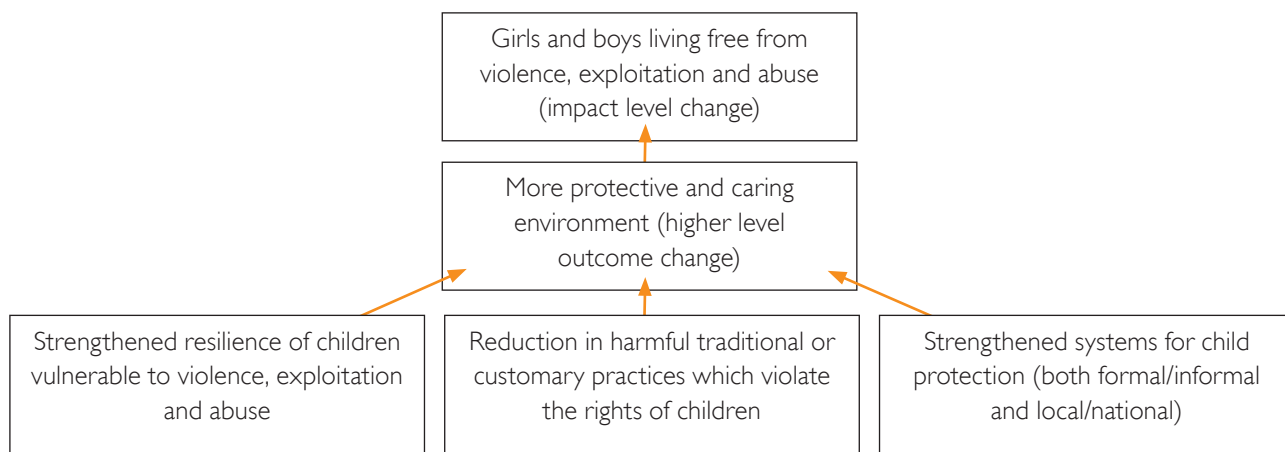 Girls and boys living free from
violence, exploitation and abuse
(impact level change)
More protective and caring
environment (higher level
outcome change)
Strengthened resilience of children
vulnerable to violence, exploitation
and abuse
Reduction in harmful traditional or
customary practices which violate
the rights of children
Strengthened systems for child
protection (both formal/informal
and local/national)